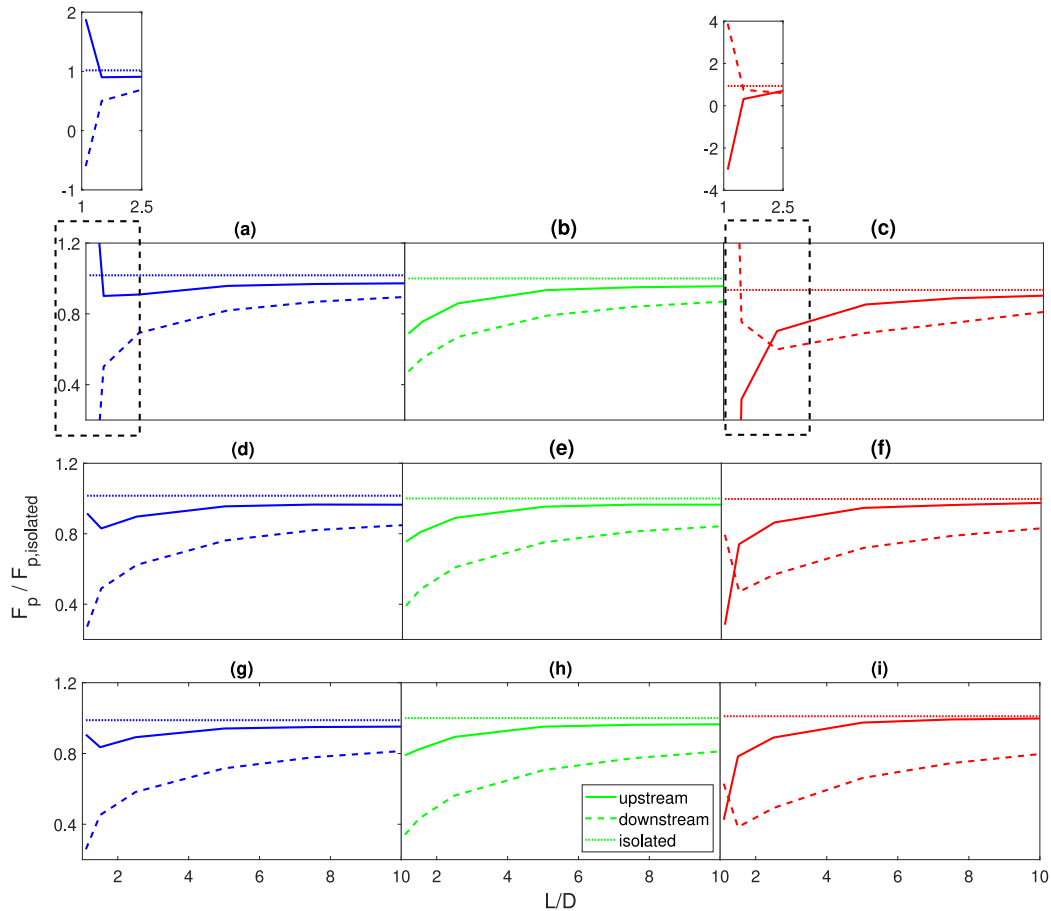 2
1
0
-1
1
2.5
4
2
0
-2
-4
1
2.5
(a)
(b)
(c)
1.2
0.8
0.4
(d)
(e)
(f)
1.2
0.8
0.4
F_p / F_{p,isolated}
(g)
(h)
(i)
1.2
0.8
0.4
upstream
downstream
isolated
2 4 6 8 10 2 4 6 8 10 2 4 6 8 10
L/D